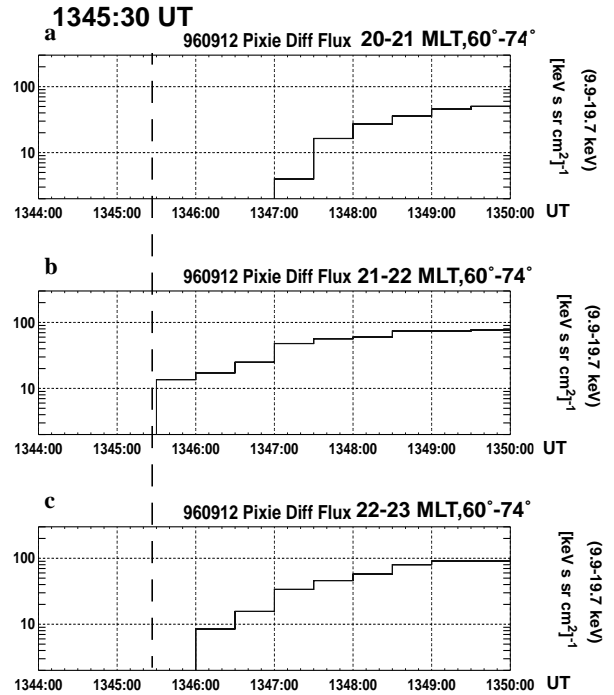 1345:30 UT
a
960912 Pixie Diff Flux 20-21 MLT,60°-74°
100
10
1344:00 1345:00 1346:00 1347:00 1348:00 1349:00 1350:00 UT
(9.9-19.7 keV)
[keV s sr cm²]⁻¹
b
960912 Pixie Diff Flux 21-22 MLT,60°-74°
100
10
1344:00 1345:00 1346:00 1347:00 1348:00 1349:00 1350:00 UT
(9.9-19.7 keV)
[keV s sr cm²]⁻¹
c
960912 Pixie Diff Flux 22-23 MLT,60°-74°
100
10
1344:00 1345:00 1346:00 1347:00 1348:00 1349:00 1350:00 UT
(9.9-19.7 keV)
[keV s sr cm²]⁻¹